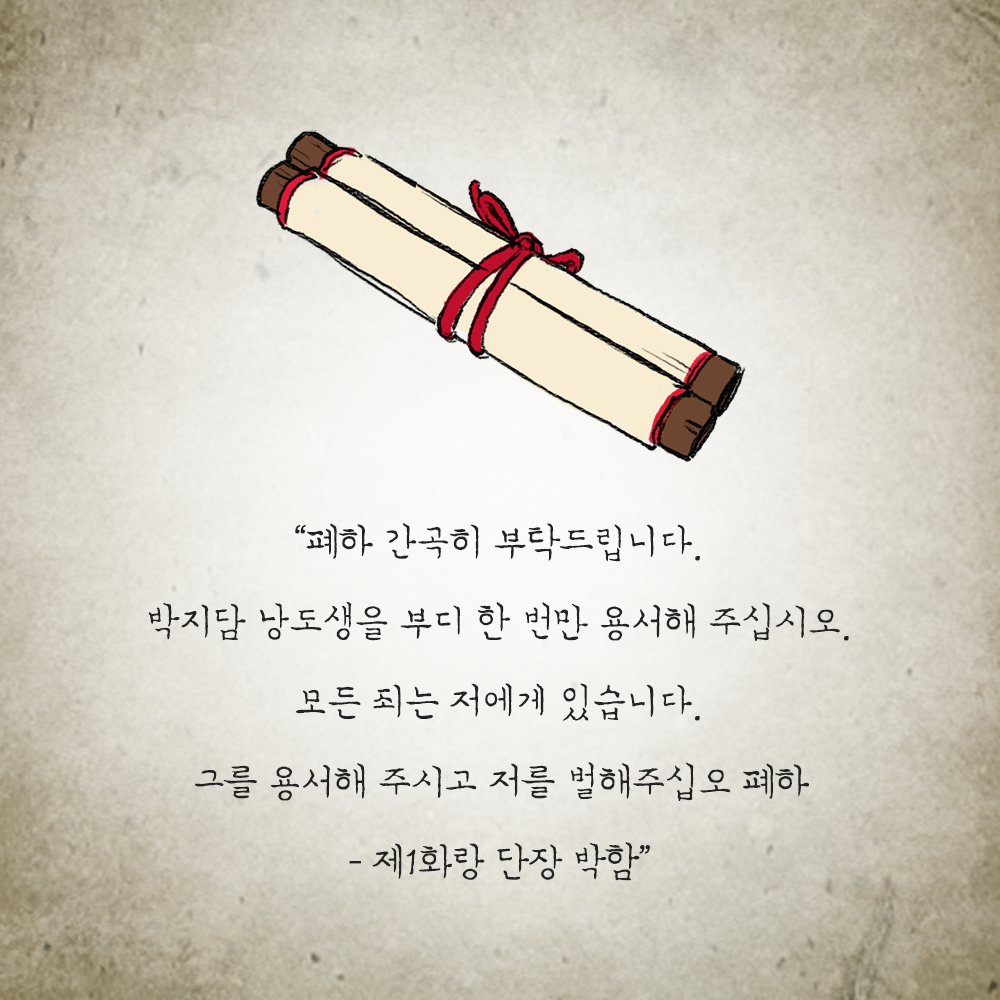 “폐하 간곡히 부탁드립니다.
박지담 낭도생을 부디 한 번만 용서해 주십시오.
모든 죄는 저에게 있습니다.
그를 용서해 주시고 저를 벌해주십오 폐하
- 제1화랑 단장 박함”